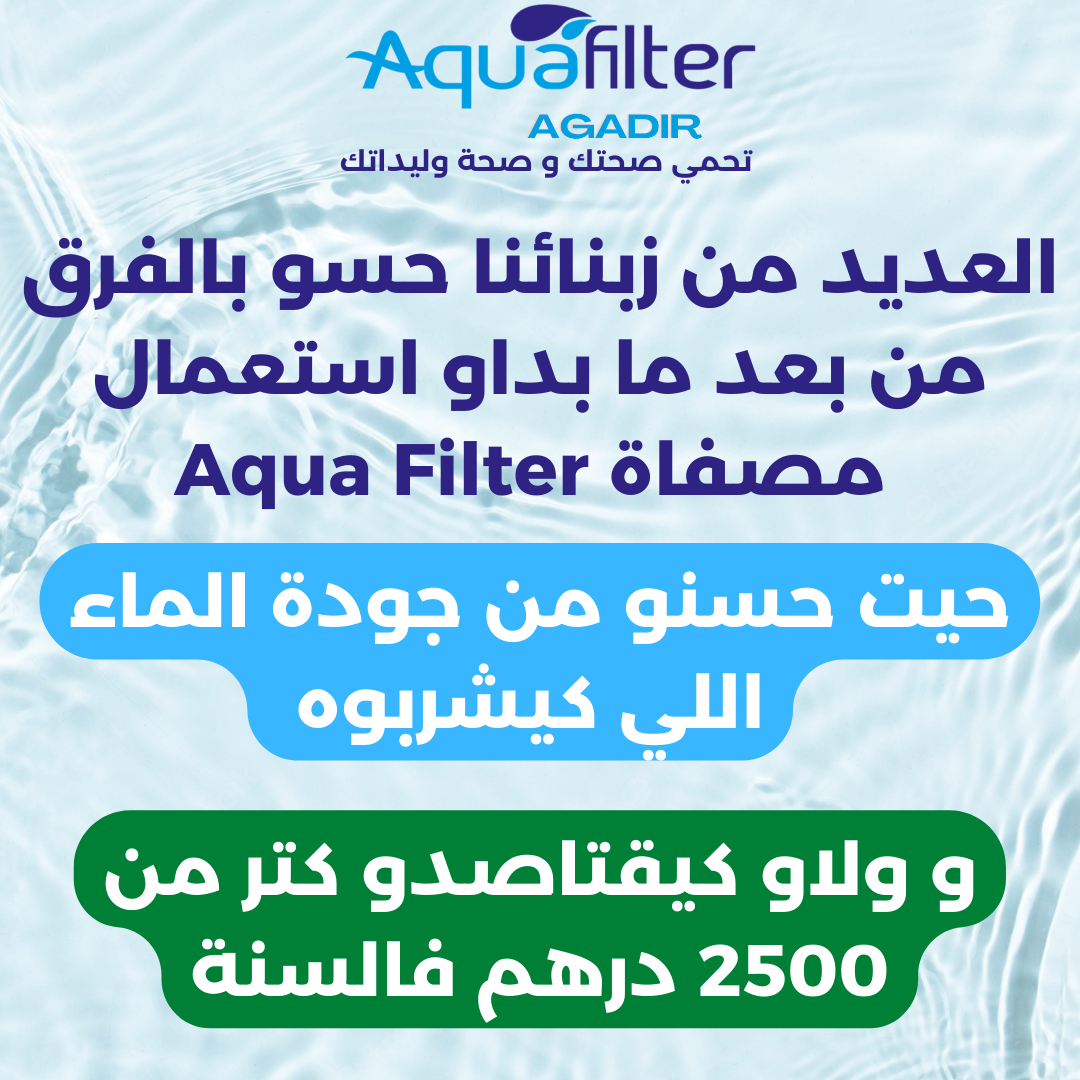 Aquafilter
AGADIR
تحمي صحتك و صحة وليداتك
العديد من زبنائنا حسو بالفرق
من بعد ما بداو استعمال
مصفاة Aqua Filter
حيت حسنو من جودة الماء
اللي كيشربوه
و ولاو كيقتاصدو كتر من
2500 درهم فالسنة